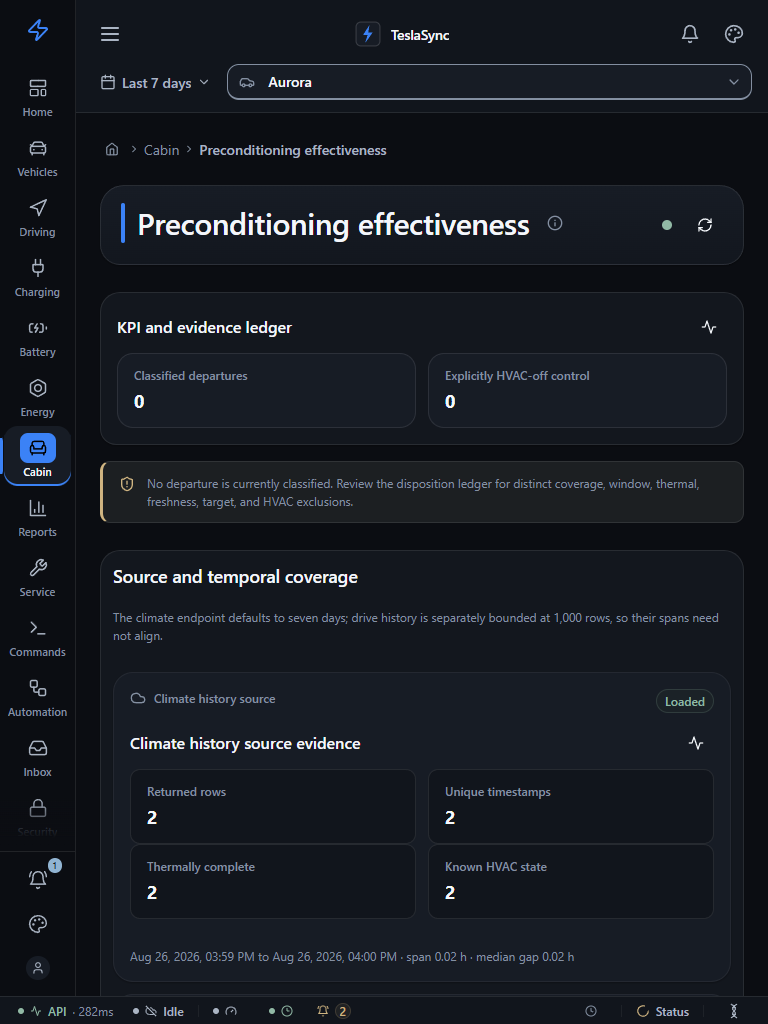 TeslaSync
Last 7 days
Aurora
Home
Vehicles
Driving
Charging
Battery
Energy
Cabin
Reports
Service
Commands
Automation
Inbox
Security
1
Cabin
Preconditioning effectiveness
Preconditioning effectiveness
KPI and evidence ledger
Classified departures
0
Explicitly HVAC-off control
0
No departure is currently classified. Review the disposition ledger for distinct coverage, window, thermal,
freshness, target, and HVAC exclusions.
Source and temporal coverage
The climate endpoint defaults to seven days; drive history is separately bounded at 1,000 rows, so their spans need
not align.
Climate history source
Loaded
Climate history source evidence
Returned rows
2
Unique timestamps
2
Thermally complete
2
Known HVAC state
2
Aug 26, 2026, 03:59 PM to Aug 26, 2026, 04:00 PM · span 0.02 h · median gap 0.02 h
API · 282ms
Idle
2
Status